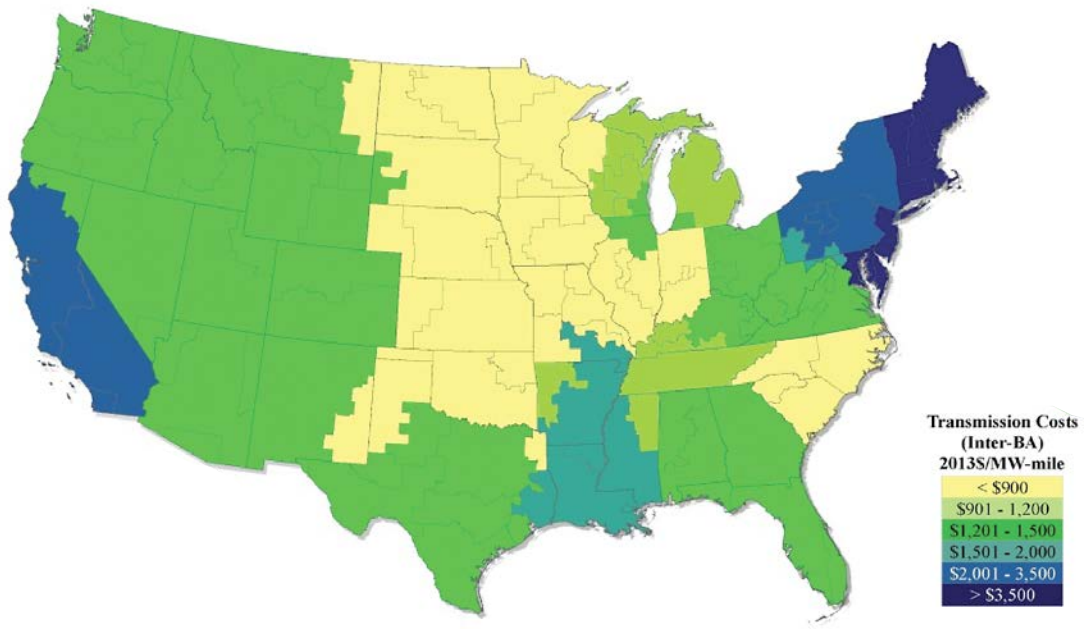 Transmission Costs
(Inter-BA)
2013$/MW-mile
< $900
$901 - 1,200
$1,201 - 1,500
$1,501 - 2,000
$2,001 - 3,500
> $3,500